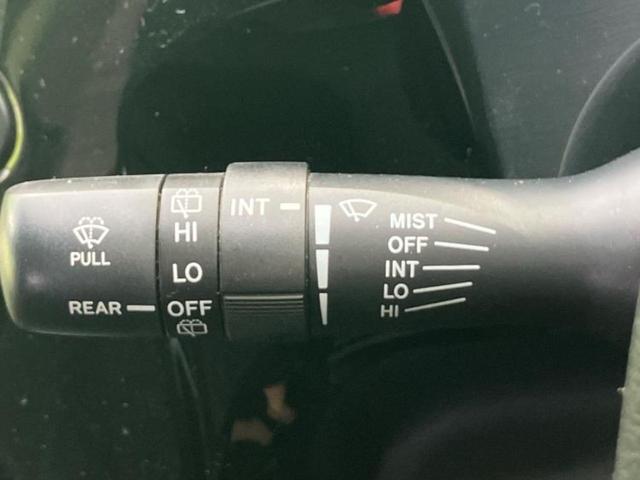 PULL
REAR
HI
LO
OFF
INT
MIST
OFF
INT
LO
HI